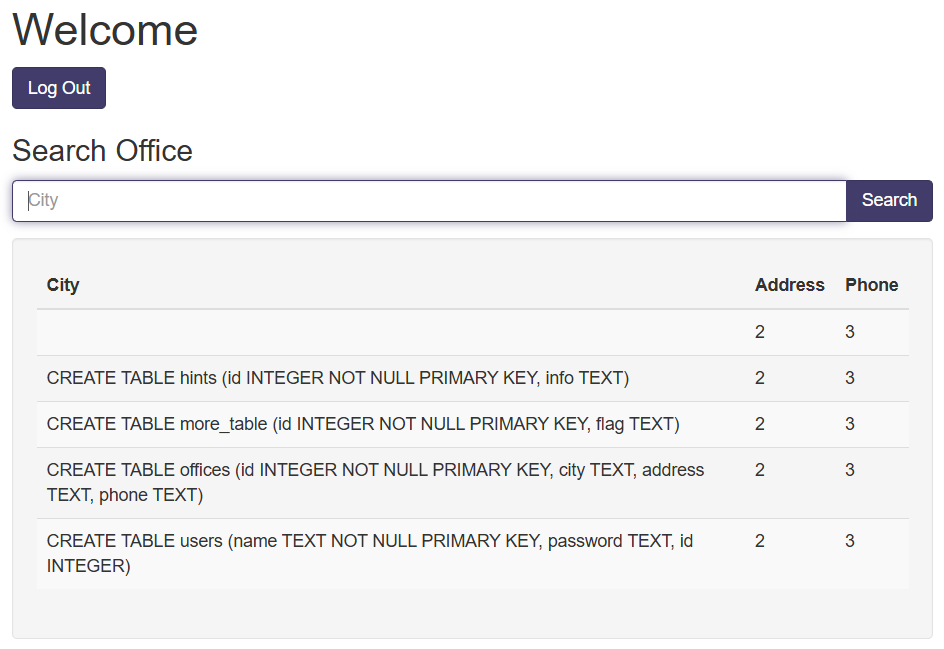 Welcome
Log Out
Search Office
City
Search
City Address Phone
2 3
CREATE TABLE hints (id INTEGER NOT NULL PRIMARY KEY, info TEXT) 2 3
CREATE TABLE more_table (id INTEGER NOT NULL PRIMARY KEY, flag TEXT) 2 3
CREATE TABLE offices (id INTEGER NOT NULL PRIMARY KEY, city TEXT, address 2 3
TEXT, phone TEXT)
CREATE TABLE users (name TEXT NOT NULL PRIMARY KEY, password TEXT, id 2 3
INTEGER)